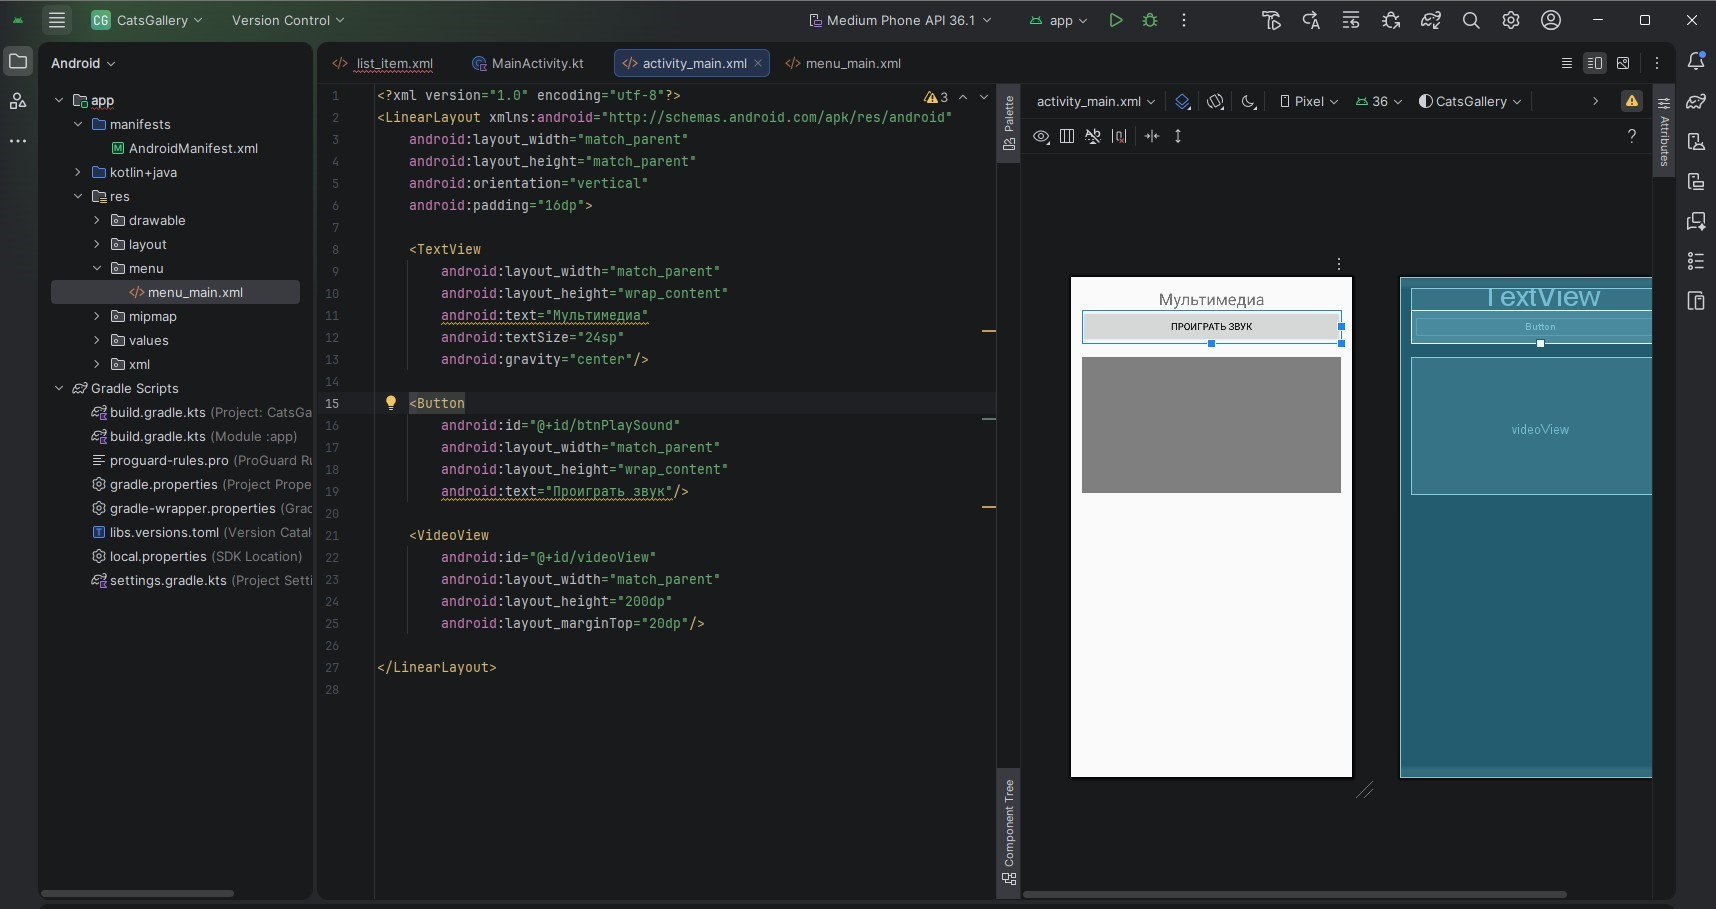 CG CatsGallery Version Control Medium Phone API 36.1 app
Android
app
manifests
AndroidManifest.xml
kotlin+java
res
drawable
layout
menu
menu_main.xml
mipmap
values
xml
Gradle Scripts
build.gradle.kts (Project: CatsGa
build.gradle.kts (Module :app)
proguard-rules.pro (ProGuard Ru
gradle.properties (Project Prope
gradle-wrapper.properties (Grad
libs.versions.toml (Version Catal
local.properties (SDK Location)
settings.gradle.kts (Project Setti
list_item.xml MainActivity.kt activity_main.xml menu_main.xml
3
1 <?xml version="1.0" encoding="utf-8"?>
2 <LinearLayout xmlns:android="http://schemas.android.com/apk/res/android"
3 android:layout_width="match_parent"
4 android:layout_height="match_parent"
5 android:orientation="vertical"
6 android:padding="16dp">
7
8 <TextView
9 android:layout_width="match_parent"
10 android:layout_height="wrap_content"
11 android:text="Мультимедиа"
12 android:textSize="24sp"
13 android:gravity="center"/>
14
15 <Button
16 android:id="@+id/btnPlaySound"
17 android:layout_width="match_parent"
18 android:layout_height="wrap_content"
19 android:text="Проиграть звук"/>
20
21 <VideoView
22 android:id="@+id/videoView"
23 android:layout_width="match_parent"
24 android:layout_height="200dp"
25 android:layout_marginTop="20dp"/>
26
27 </LinearLayout>
28
Palette
Component Tree
activity_main.xml Pixel 36 CatsGallery
?
Attributes
Мультимедиа
ПРОИГРАТЬ ЗВУК
TextView
Button
videoView